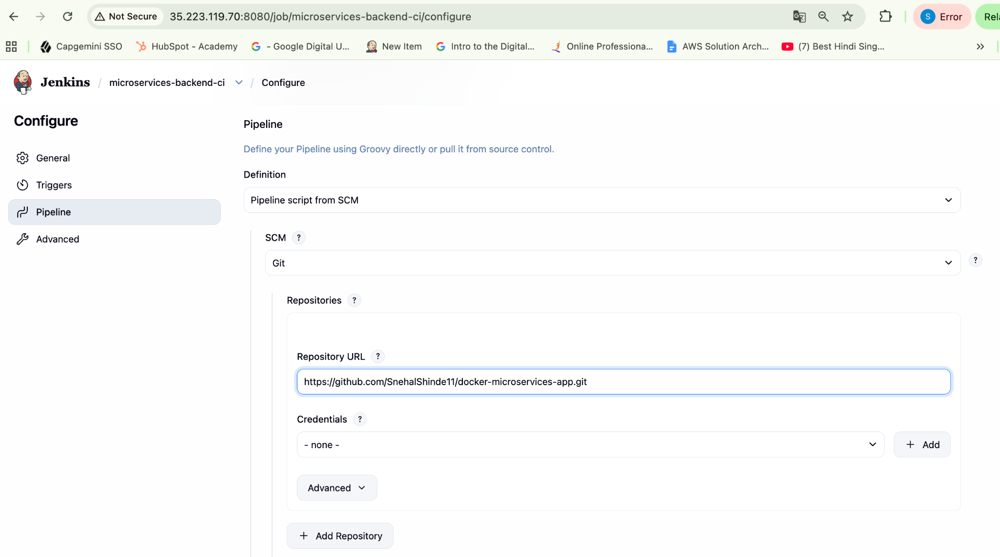 Not Secure 35.223.119.70:8080/job/microservices-backend-ci/configure S Error Rel
Capgemini SSO HubSpot - Academy - Google Digital U... New Item Intro to the Digital... Online Professiona... AWS Solution Arch... (7) Best Hindi Sing... »
Jenkins / microservices-backend-ci / Configure
Configure
General
Triggers
Pipeline
Advanced
Pipeline
Define your Pipeline using Groovy directly or pull it from source control.
Definition
Pipeline script from SCM
SCM ?
Git
?
Repositories ?
Repository URL ?
https://github.com/SnehalShinde11/docker-microservices-app.git
Credentials ?
- none -
+ Add
Advanced
+ Add Repository